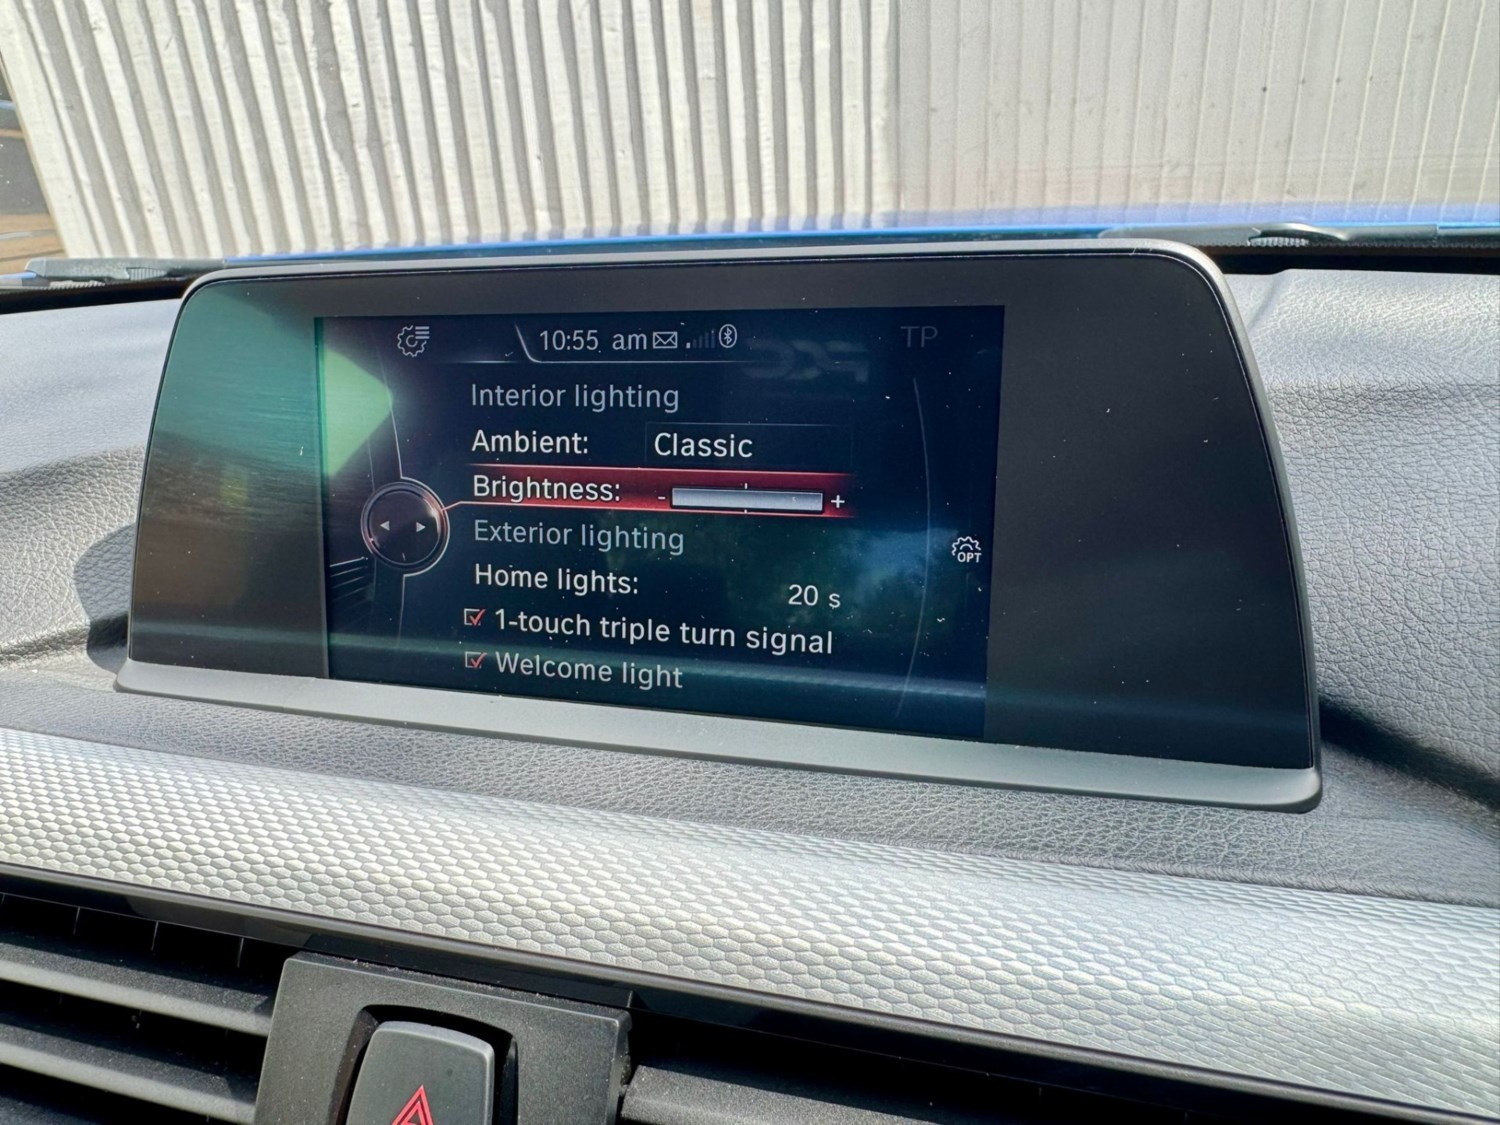 10:55 am
TP
Interior lighting
Ambient: Classic
Brightness: - +
Exterior lighting
OPT
Home lights: 20 s
1-touch triple turn signal
Welcome light